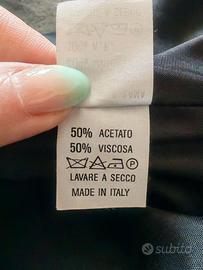 50% ACETATO
50% VISCOSA
LAVARE A SECCO
MADE IN ITALY
subito